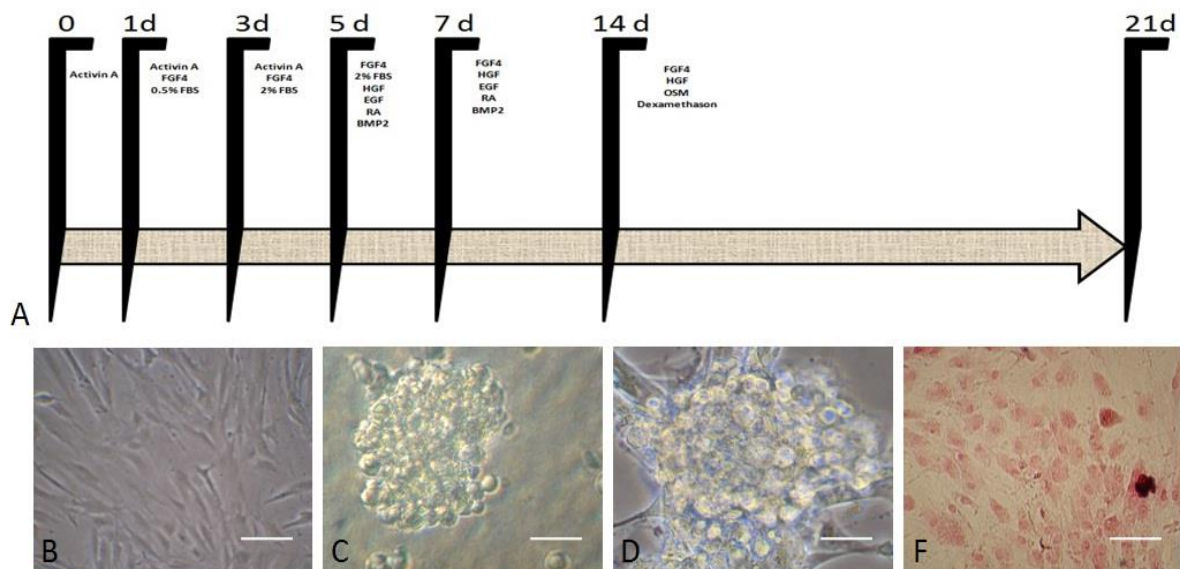 0
1d
3d
5 d
7 d
14 d
21d
Activin A
Activin A
FGF4
0.5% FBS
Activin A
FGF4
2% FBS
FGF4
2% FBS
HGF
EGF
RA
BMP2
FGF4
HGF
EGF
RA
BMP2
FGF4
HGF
OSM
Dexamethason
A
B
C
D
F